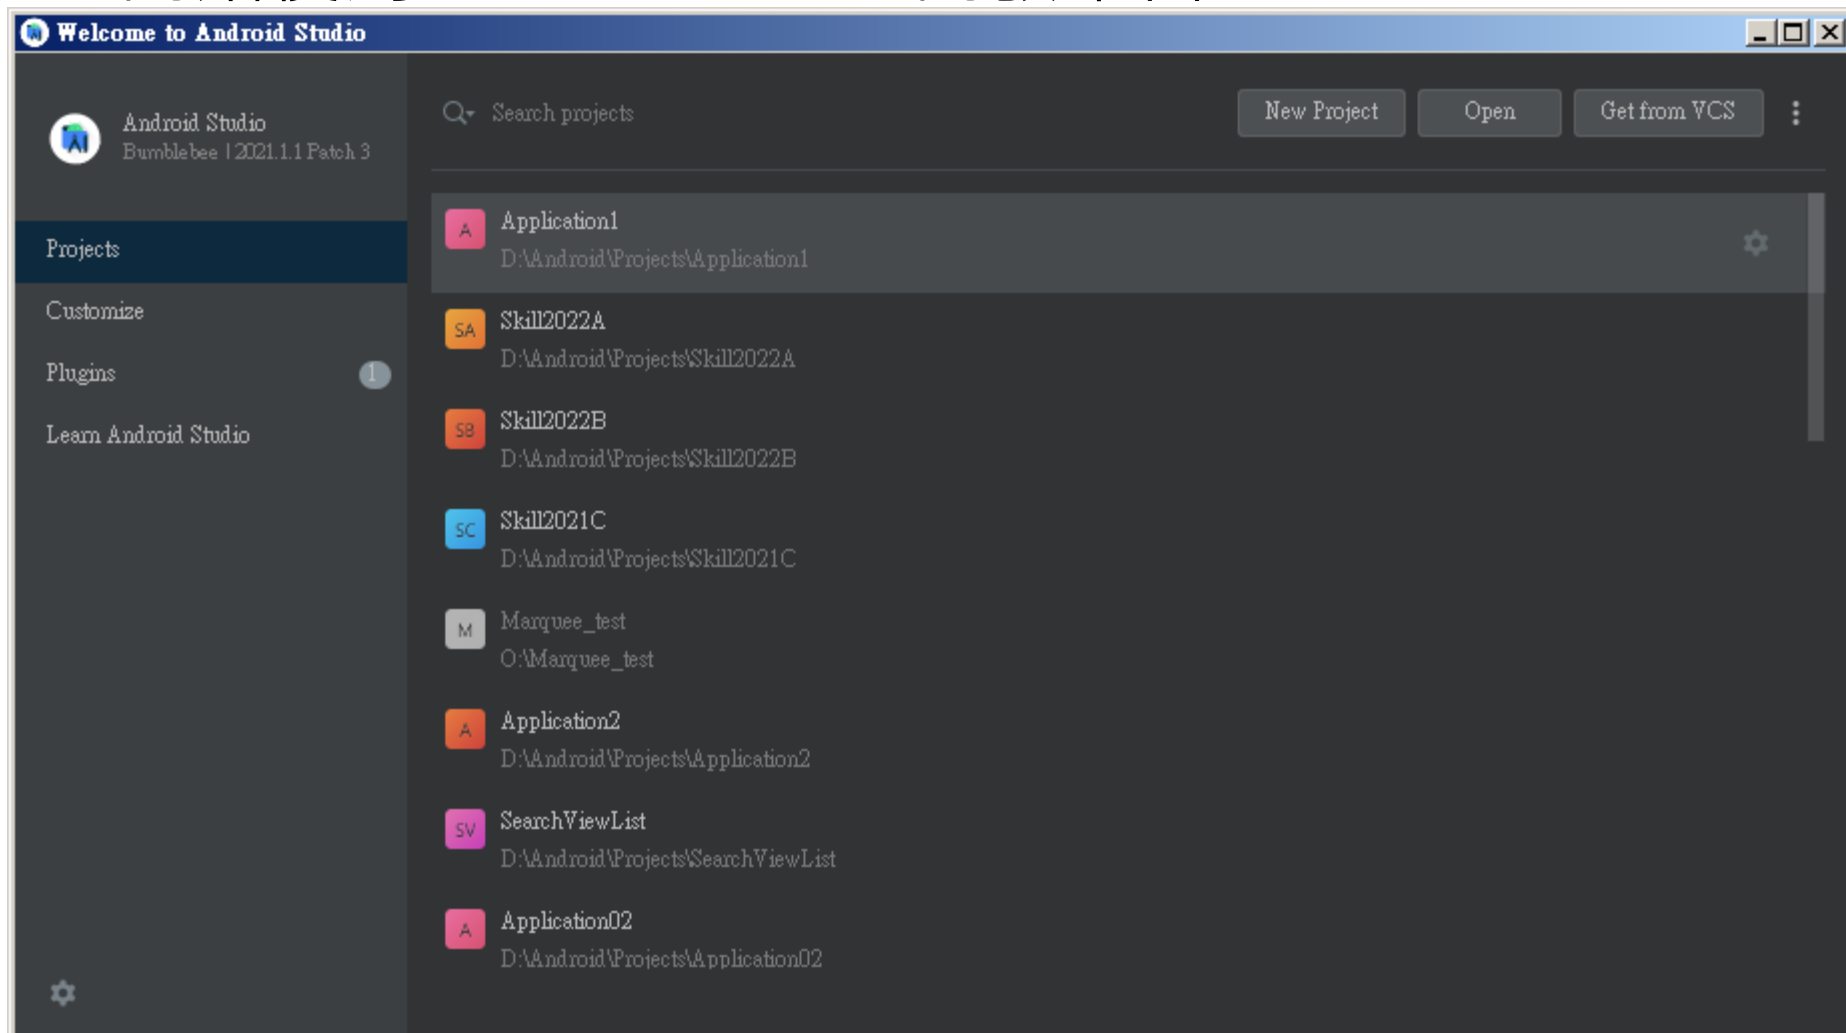 Welcome to Android Studio
Android Studio
Bumblebee | 2021.1.1 Patch 3
Search projects
New Project
Open
Get from VCS
Projects
Customize
Plugins
1
Learn Android Studio
A
Application1
D:\Android\Projects\Application1
SA
Skill2022A
D:\Android\Projects\Skill2022A
SB
Skill2022B
D:\Android\Projects\Skill2022B
SC
Skill2021C
D:\Android\Projects\Skill2021C
M
Marquee_test
O:\Marquee_test
A
Application2
D:\Android\Projects\Application2
SV
SearchViewList
D:\Android\Projects\SearchViewList
A
Application02
D:\Android\Projects\Application02